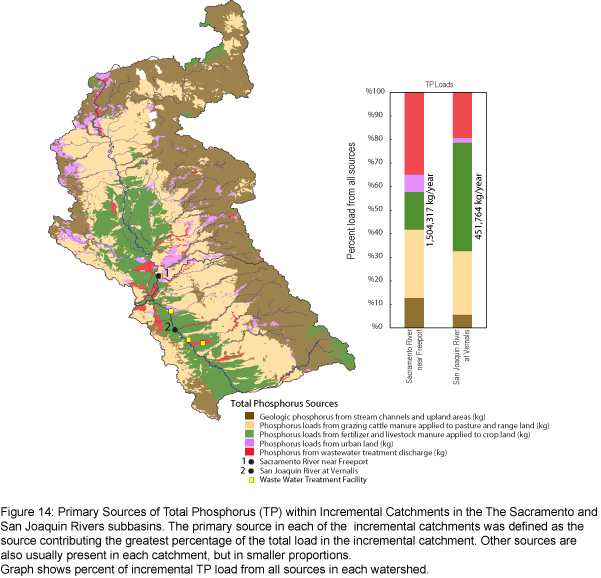 TP Loads
%100
%80
%60
%40
%20
%10
%0
Percent load from all sources
1,504,317 kg/year
451,764 kg/year
Sacramento River
near Freeport
San Joaquin River
at Vernalis
1
2
Total Phosphorus Sources
Geologic phosphorus from stream channels and upland areas (kg)
Phosphorus loads from grazing cattle manure applied to pasture and range land (kg)
Phosphorus loads from fertilizer and livestock manure applied to crop land (kg)
Phosphorus loads from urban land (kg)
Phosphorus from wastewater treatment discharge (kg)
1 Sacramento River near Freeport
2 San Joaquin River at Vernalis
Waste Water Treatment Facility
Figure 14: Primary Sources of Total Phosphorus (TP) within Incremental Catchments in the The Sacramento and
San Joaquin Rivers subbasins. The primary source in each of the incremental catchments was defined as the
source contributing the greatest percentage of the total load in the incremental catchment. Other sources are
also usually present in each catchment, but in smaller proportions.
Graph shows percent of incremental TP load from all sources in each watershed.